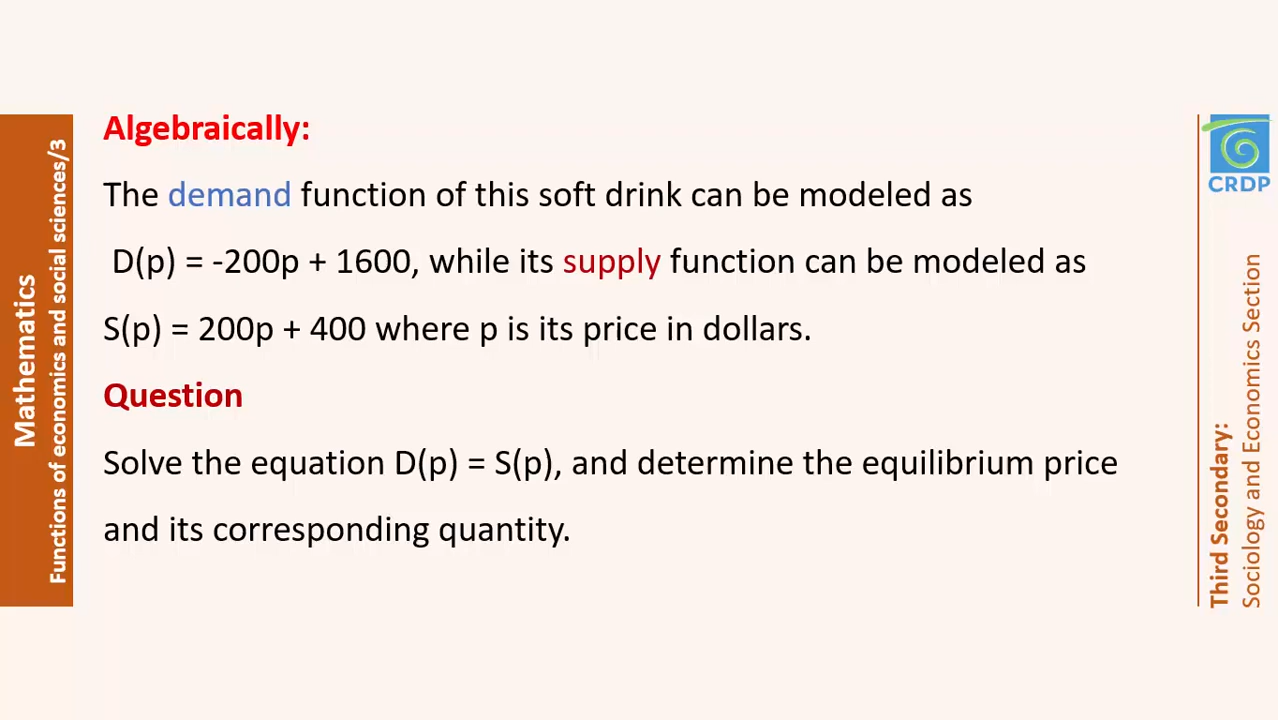 Mathematics
Functions of economics and social sciences/3
Algebraically:
The demand function of this soft drink can be modeled as
D(p) = -200p + 1600, while its supply function can be modeled as
S(p) = 200p + 400 where p is its price in dollars.
Question
Solve the equation D(p) = S(p), and determine the equilibrium price
and its corresponding quantity.
CRDP
Third Secondary:
Sociology and Economics Section